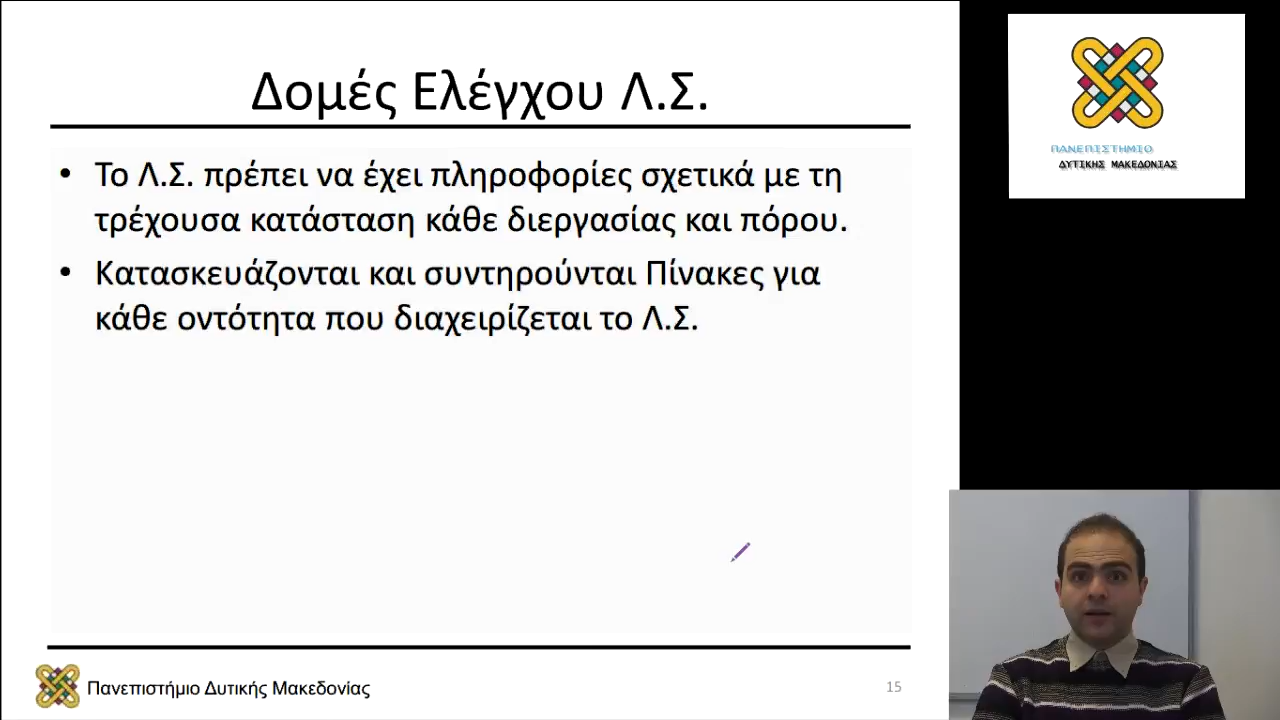 Δομές Ελέγχου Λ.Σ.
• Το Λ.Σ. πρέπει να έχει πληροφορίες σχετικά με τη
τρέχουσα κατάσταση κάθε διεργασίας και πόρου.
• Κατασκευάζονται και συντηρούνται Πίνακες για
κάθε οντότητα που διαχειρίζεται το Λ.Σ.
Πανεπιστήμιο Δυτικής Μακεδονίας
15
ΠΑΝΕΠΙΣΤΗΜΙΟ
ΔΥΤΙΚΗΣ ΜΑΚΕΔΟΝΙΑΣ